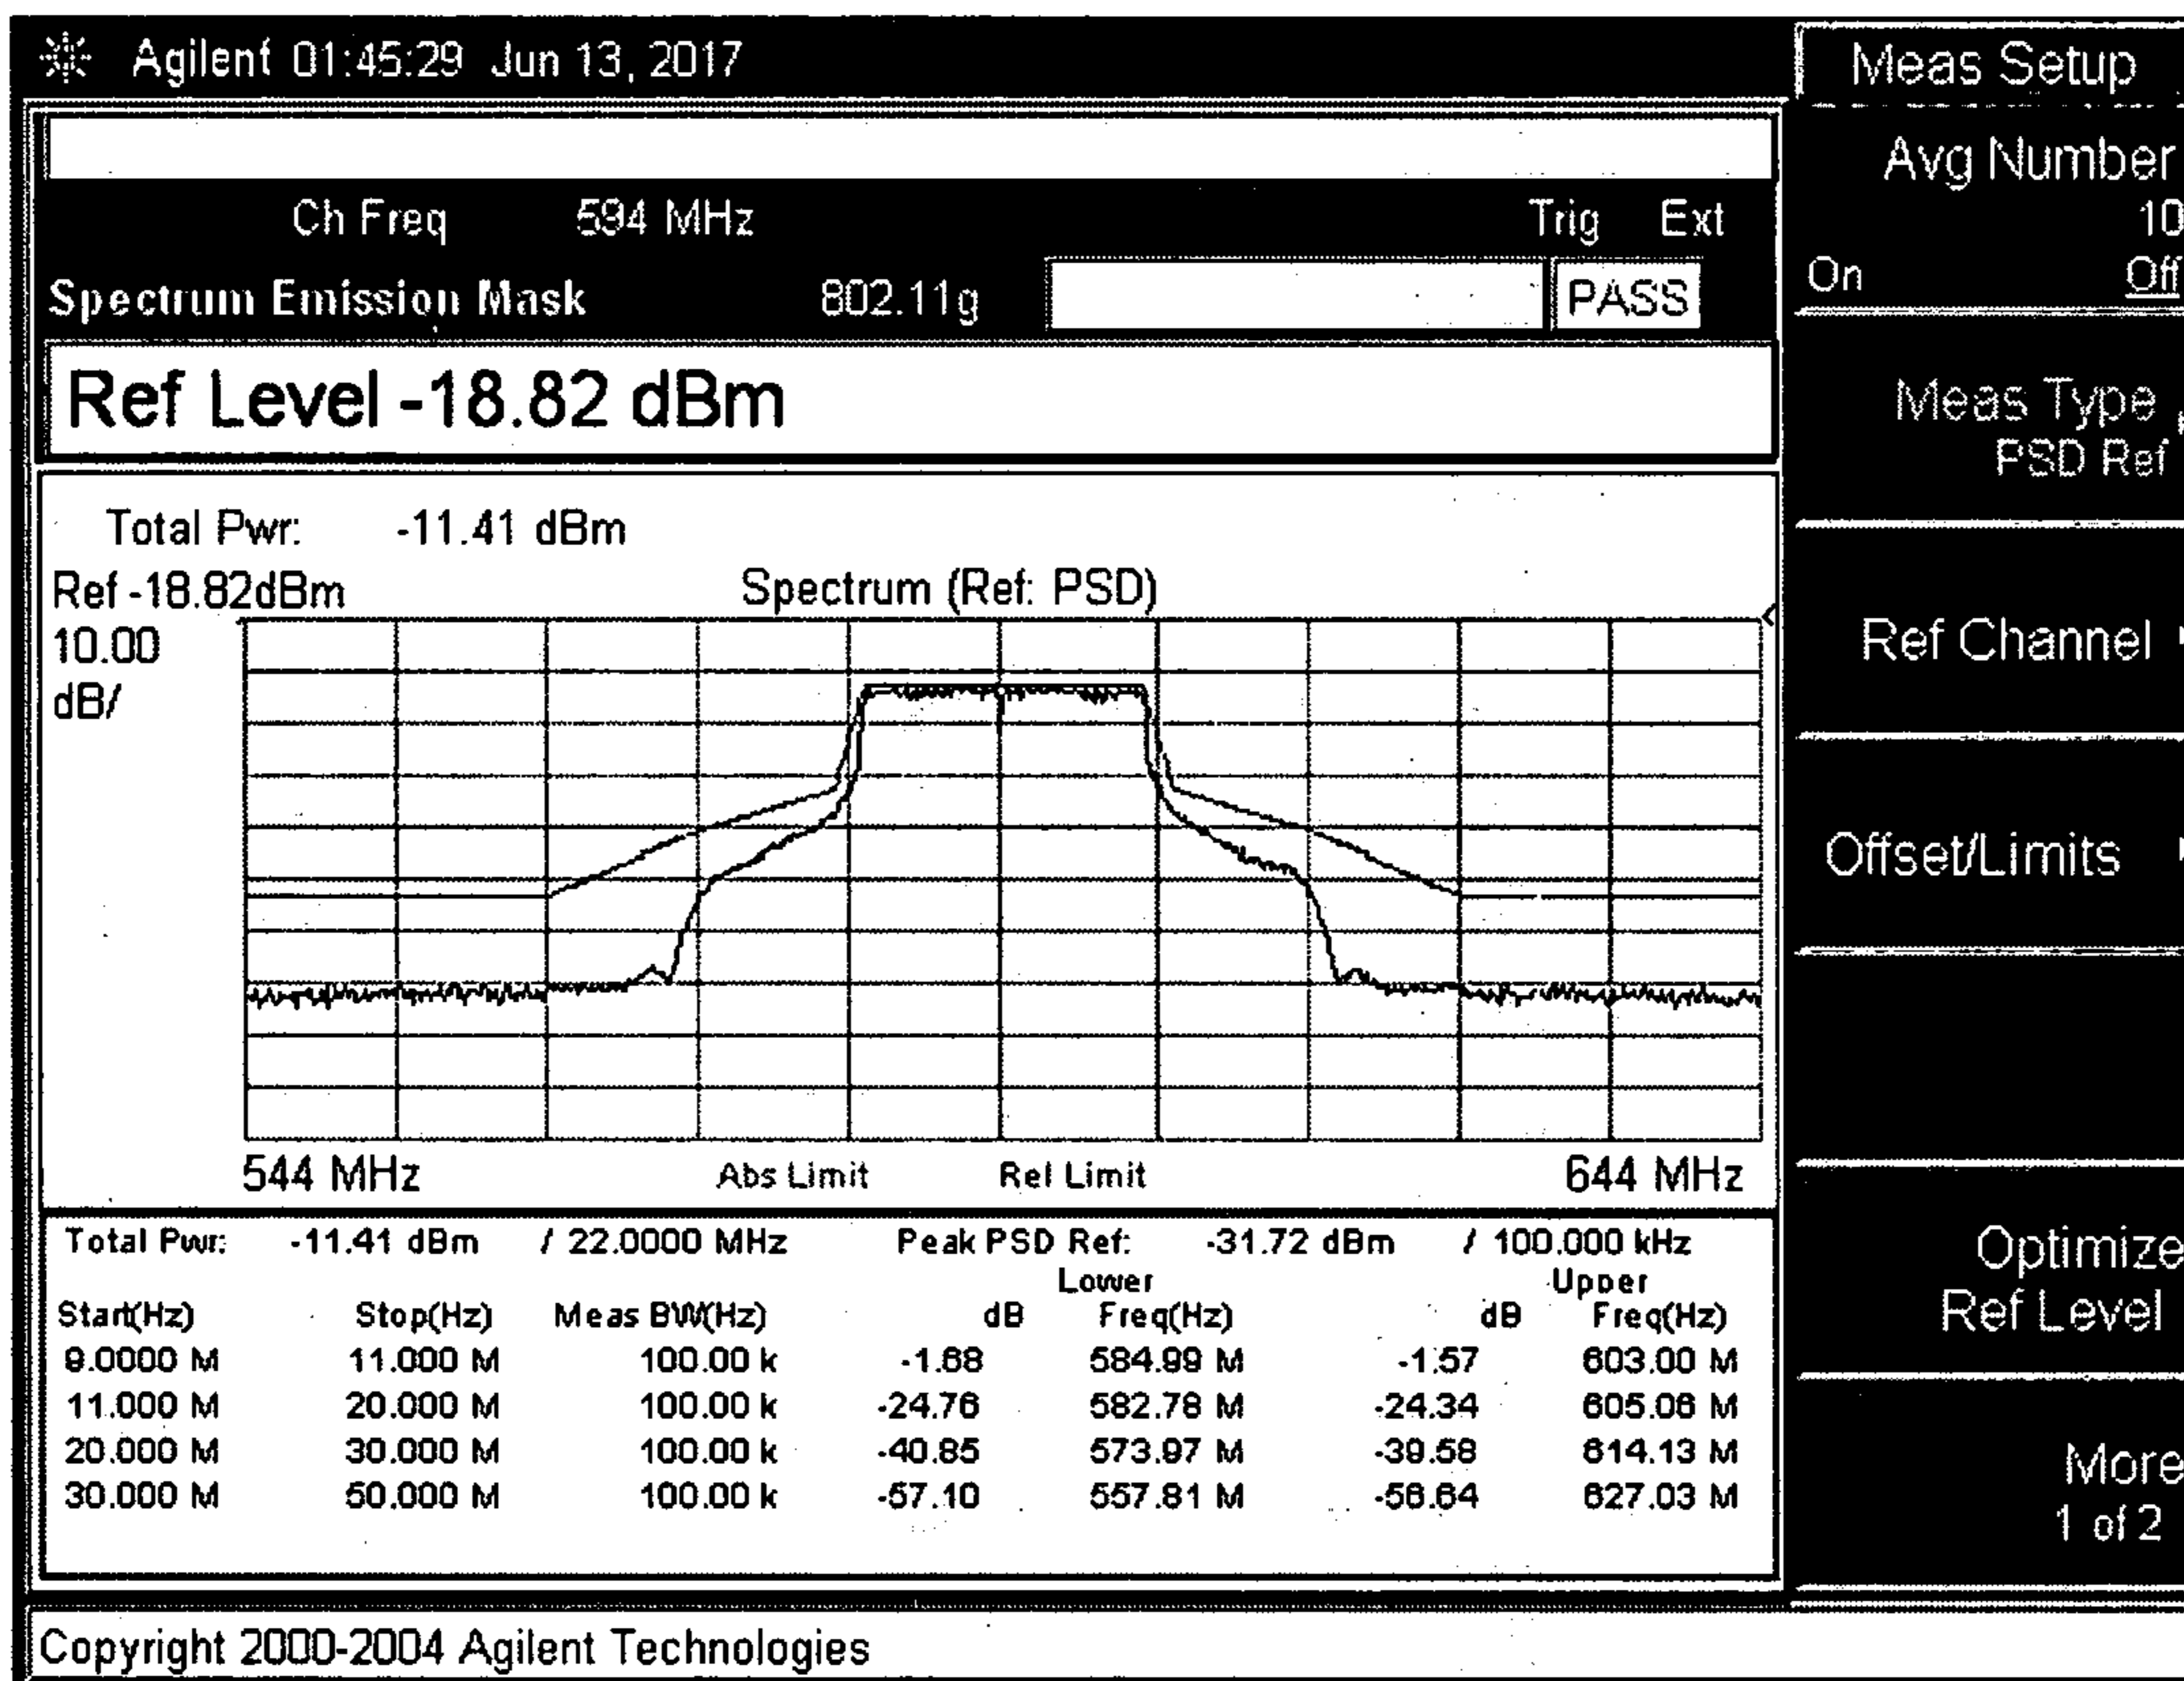 Agilent 01:45:29 Jun 13, 2017
Meas Setup
Ch Freq 594 MHz Trig Ext
Spectrum Emission Mask 802.11g PASS
Ref Level -18.82 dBm
Total Pwr: -11.41 dBm
Ref -18.82dBm Spectrum (Ref: PSD)
10.00
dB/
544 MHz Abs Limit Rel Limit 644 MHz
Total Pwr: -11.41 dBm / 22.0000 MHz Peak PSD Ref: -31.72 dBm / 100.000 kHz
Lower Upper
Start(Hz) Stop(Hz) Meas BW(Hz) dB Freq(Hz) dB Freq(Hz)
9.0000 M 11.000 M 100.00 k -1.68 584.99 M -1.57 603.00 M
11.000 M 20.000 M 100.00 k -24.76 582.78 M -24.34 605.06 M
20.000 M 30.000 M 100.00 k -40.85 573.97 M -39.58 614.13 M
30.000 M 50.000 M 100.00 k -57.10 557.81 M -56.64 627.03 M
Copyright 2000-2004 Agilent Technologies
Avg Number
10
On Off
Meas Type
PSD Ref
Ref Channel
Offset/Limits
Optimize
Ref Level
More
1 of 2